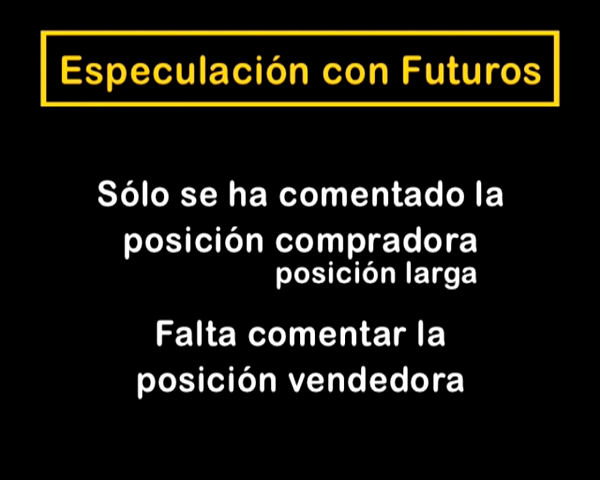 Especulación con Futuros
Sólo se ha comentado la
posición compradora
posición larga
Falta comentar la
posición vendedora